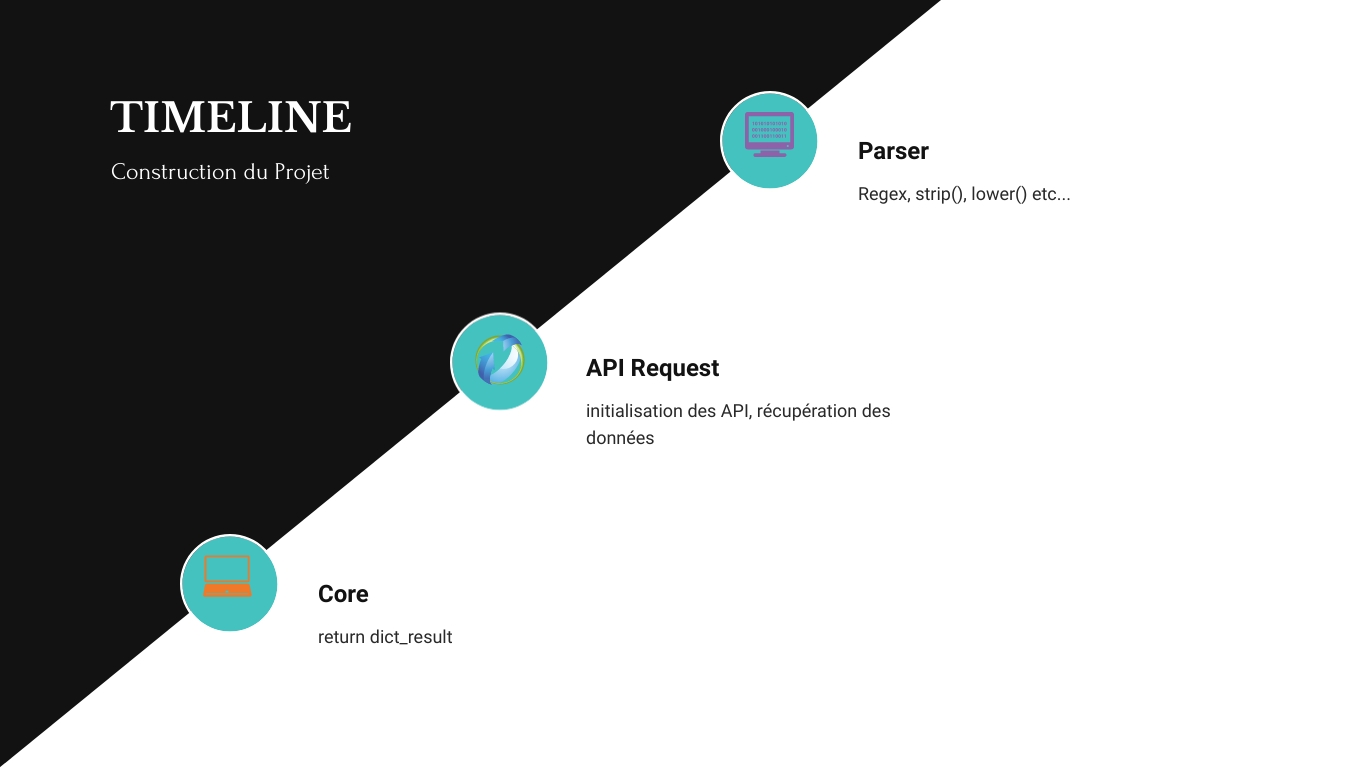 TIMELINE
Construction du Projet
Parser
Regex, strip(), lower() etc...
API Request
initialisation des API, récupération des
données
Core
return dict_result